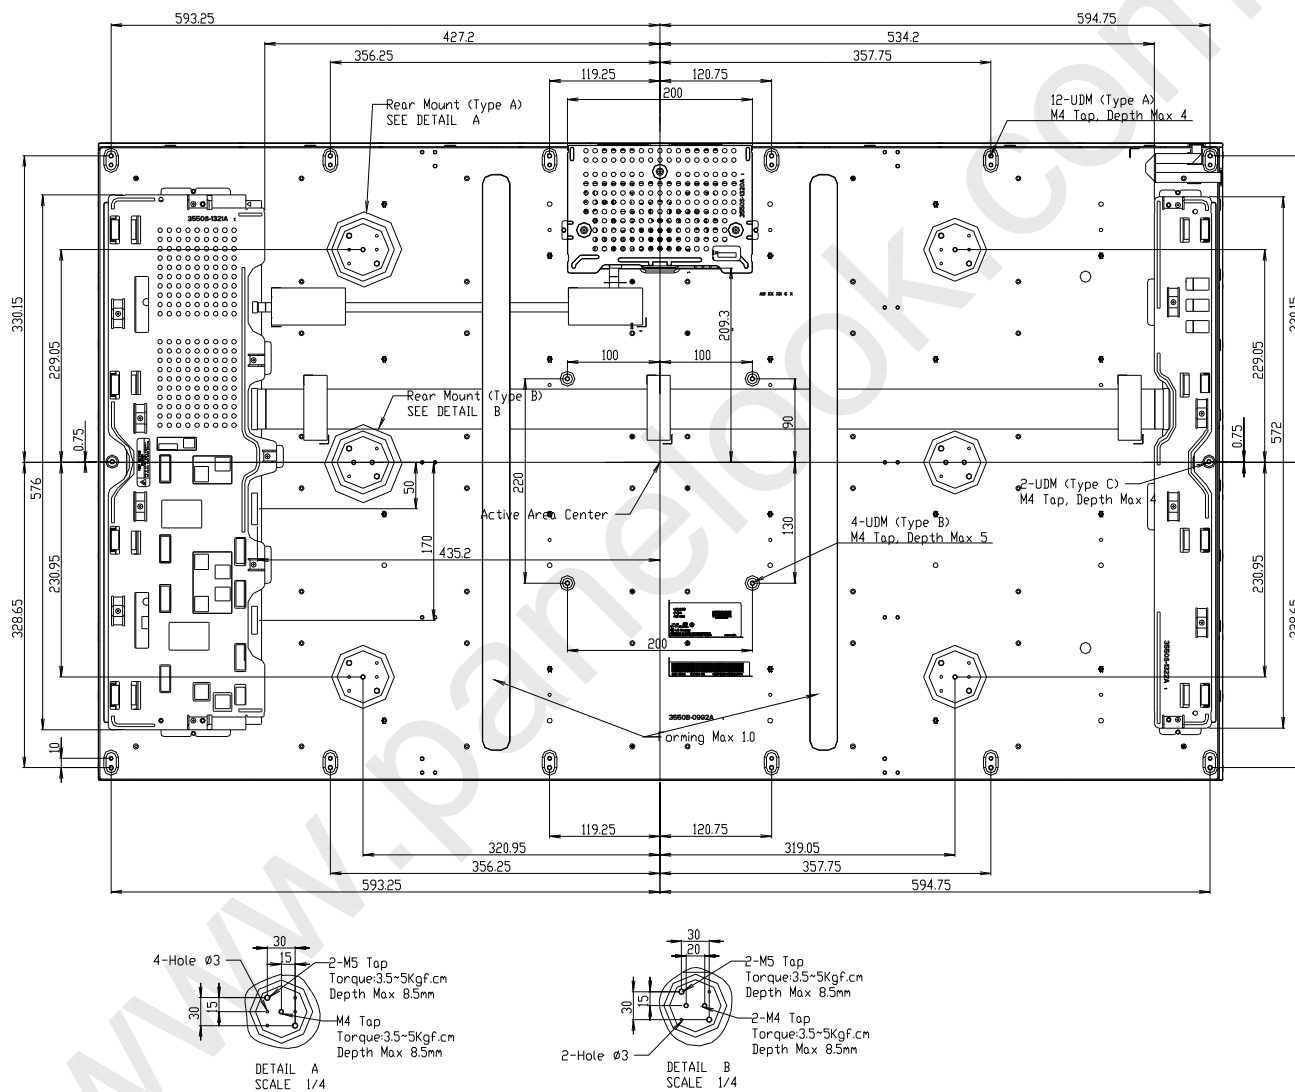 593.25
594.75
427.2
534.2
356.25
357.75
119.25
120.75
200
Rear Mount (Type A)
SEE DETAIL A
12-UDM (Type A)
M4 Tap, Depth Max 4
35508-1321A
35508-1320A
330.15
229.05
209.3
229.05
100
100
Rear Mount (Type B)
SEE DETAIL B
90
0.75
0.75
572
576
220
50
2-UDM (Type C)
M4 Tap, Depth Max 4
Active Area Center
4-UDM (Type B)
M4 Tap, Depth Max 5
170
130
435.2
230.95
230.95
328.65
200
35508-1322A
35508-0992A
orming Max 1.0
10
119.25
120.75
320.95
319.05
356.25
357.75
593.25
594.75
30
15
4-Hole ø3
2-M5 Tap
Torque:3.5~5Kgf.cm
Depth Max 8.5mm
30
15
M4 Tap
Torque:3.5~5Kgf.cm
Depth Max 8.5mm
DETAIL A
SCALE 1/4
30
20
2-M5 Tap
Torque:3.5~5Kgf.cm
Depth Max 8.5mm
30
15
2-M4 Tap
Torque:3.5~5Kgf.cm
Depth Max 8.5mm
2-Hole ø3
DETAIL B
SCALE 1/4
www.panelook.com